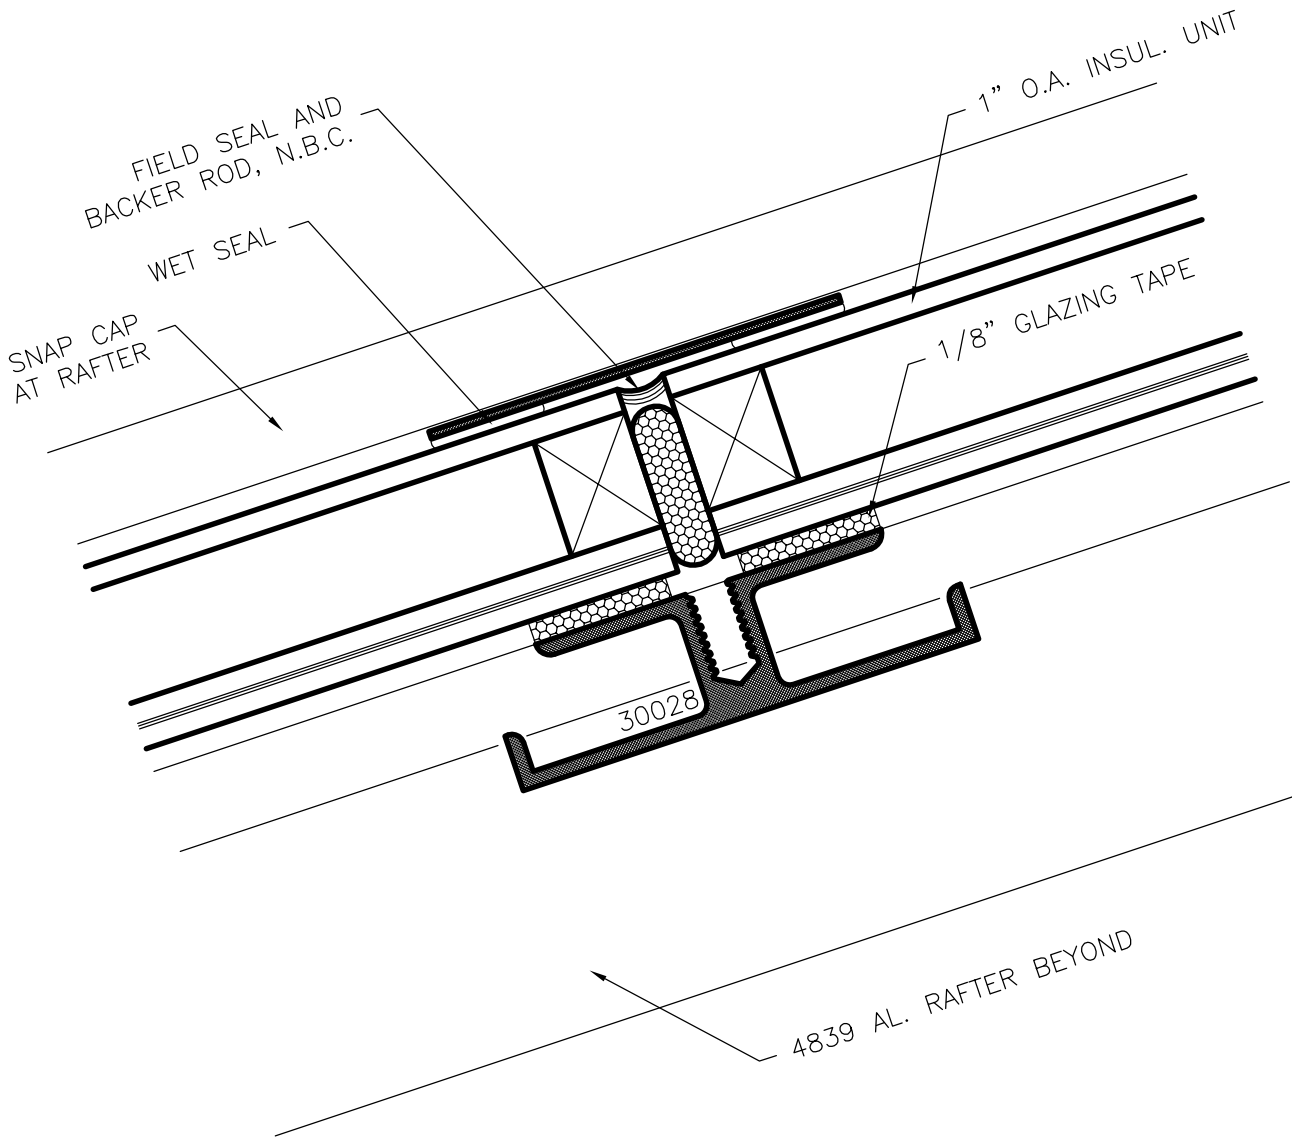 1” O.A. INSUL. UNIT
FIELD SEAL AND
BACKER ROD, N.B.C.
WET SEAL
SNAP CAP
AT RAFTER
1/8” GLAZING TAPE
30028
4839 AL. RAFTER BEYOND